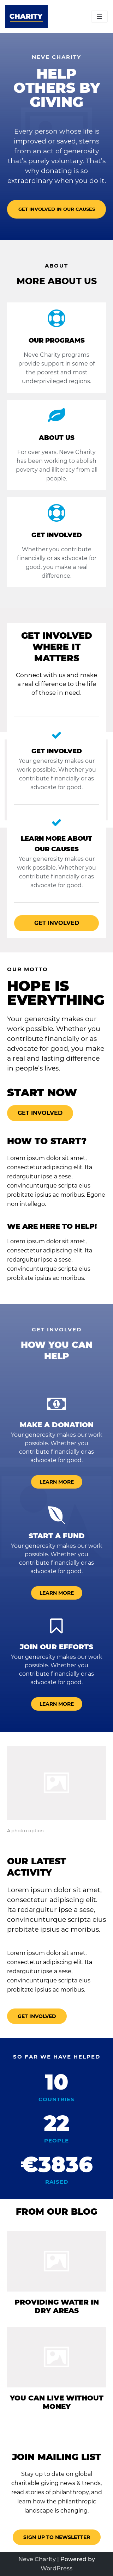 CHARITY
NEVE CHARITY
HELP
OTHERS BY
GIVING
Every person whose life is
improved or saved, stems
from an act of generosity
that's purely voluntary. That's
why donating is so
extraordinary when you do it.
GET INVOLVED IN OUR CAUSES
ABOUT
MORE ABOUT US
OUR PROGRAMS
Neve Charity programs
provide support in some of
the poorest and most
underprivileged regions.
ABOUT US
For over years, Neve Charity
has been working to abolish
poverty and illiteracy from all
people.
GET INVOLVED
Whether you contribute
financially or as advocate for
good, you make a real
difference.
GET INVOLVED
WHERE IT
MATTERS
Connect with us and make
a real difference to the life
of those in need.
GET INVOLVED
Your generosity makes our
work possible. Whether you
contribute financially or as
advocate for good.
LEARN MORE ABOUT
OUR CAUSES
Your generosity makes our
work possible. Whether you
contribute financially or as
advocate for good.
GET INVOLVED
OUR MOTTO
HOPE IS
EVERYTHING
Your generosity makes our
work possible. Whether you
contribute financially or as
advocate for good, you make
a real and lasting difference
in people's lives.
START NOW
GET INVOLVED
HOW TO START?
Lorem ipsum dolor sit amet,
consectetur adipiscing elit. Ita
redarguitur ipse a sese,
convincunturque scripta eius
probitate ipsius ac moribus. Egone
non intellego.
WE ARE HERE TO HELP!
Lorem ipsum dolor sit amet,
consectetur adipiscing elit. Ita
redarguitur ipse a sese,
convincunturque scripta eius
probitate ipsius ac moribus.
GET INVOLVED
HOW YOU CAN
HELP
MAKE A DONATION
Your generosity makes our work
possible. Whether you
contribute financially or as
advocate for good.
LEARN MORE
START A FUND
Your generosity makes our work
possible. Whether you
contribute financially or as
advocate for good.
LEARN MORE
JOIN OUR EFFORTS
Your generosity makes our work
possible. Whether you
contribute financially or as
advocate for good.
LEARN MORE
A photo caption
OUR LATEST
ACTIVITY
Lorem ipsum dolor sit amet,
consectetur adipiscing elit.
Ita redarguitur ipse a sese,
convincunturque scripta eius
probitate ipsius ac moribus.
Lorem ipsum dolor sit amet,
consectetur adipiscing elit. Ita
redarguitur ipse a sese,
convincunturque scripta eius
probitate ipsius ac moribus.
GET INVOLVED
SO FAR WE HAVE HELPED
10
COUNTRIES
22
PEOPLE
€3836
RAISED
FROM OUR BLOG
PROVIDING WATER IN
DRY AREAS
YOU CAN LIVE WITHOUT
MONEY
JOIN MAILING LIST
Stay up to date on global
charitable giving news & trends,
read stories of philanthropy, and
learn how the philanthropic
landscape is changing.
SIGN UP TO NEWSLETTER
Neve Charity | Powered by
WordPress